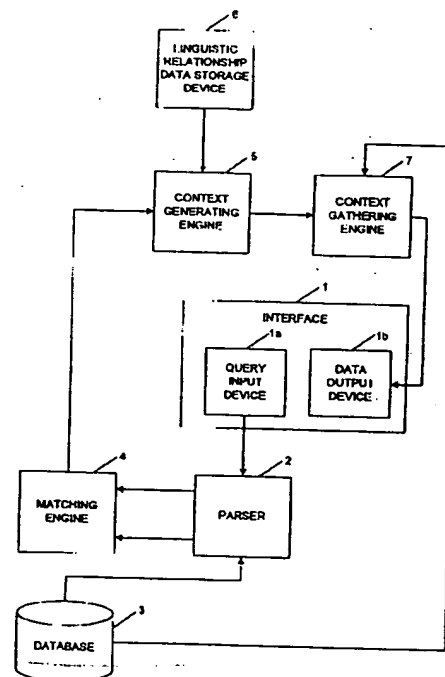 6
LINGUISTIC
RELATIONSHIP
DATA STORAGE
DEVICE
5
CONTEXT
GENERATING
ENGINE
7
CONTEXT
GATHERING
ENGINE
1
INTERFACE
1a
QUERY
INPUT
DEVICE
1b
DATA
OUTPUT
DEVICE
4
MATCHING
ENGINE
2
PARSER
3
DATABASE